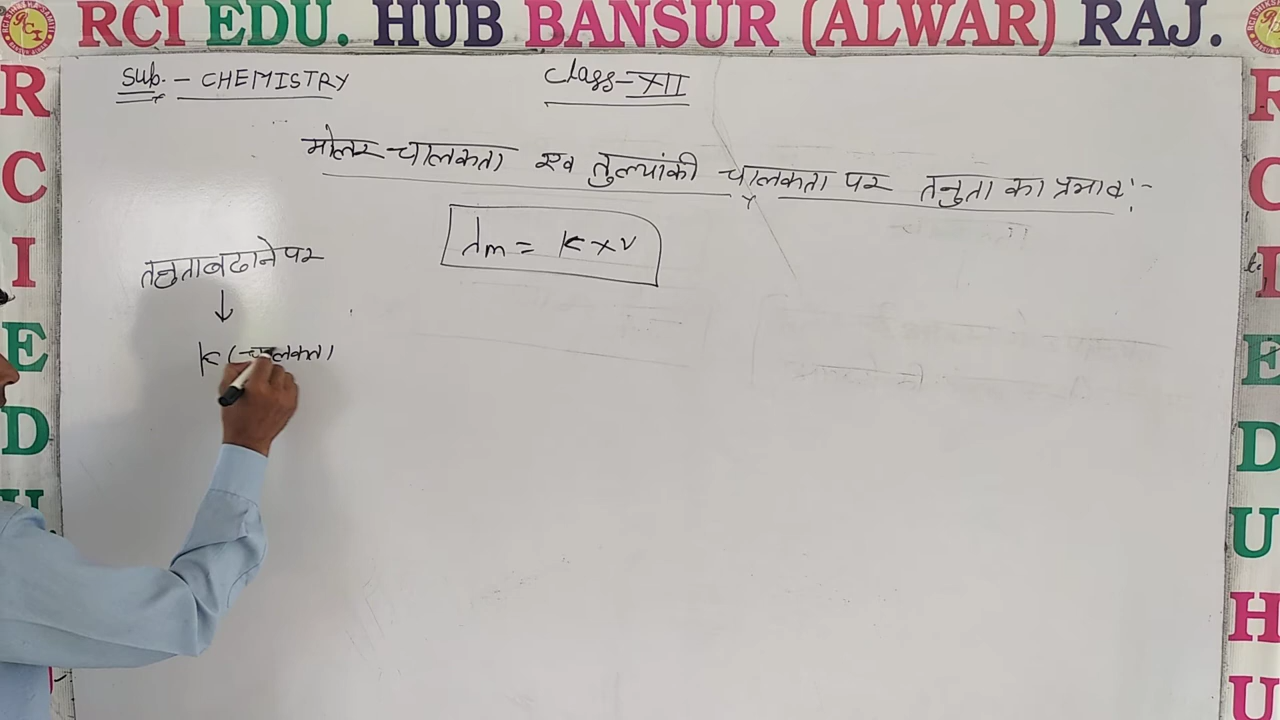 RCI EDU. HUB BANSUR (ALWAR) RAJ.
Sub. - CHEMISTRY
Class-XII
मोलर चालकता एव तुल्यांकी चालकता पर तनुता का प्रभाव:-
λm = K × V
तनुता बढाने पर
↓
K (चालकता)
R
C
I
E
D
U
R
C
I
E
D
U
H
U